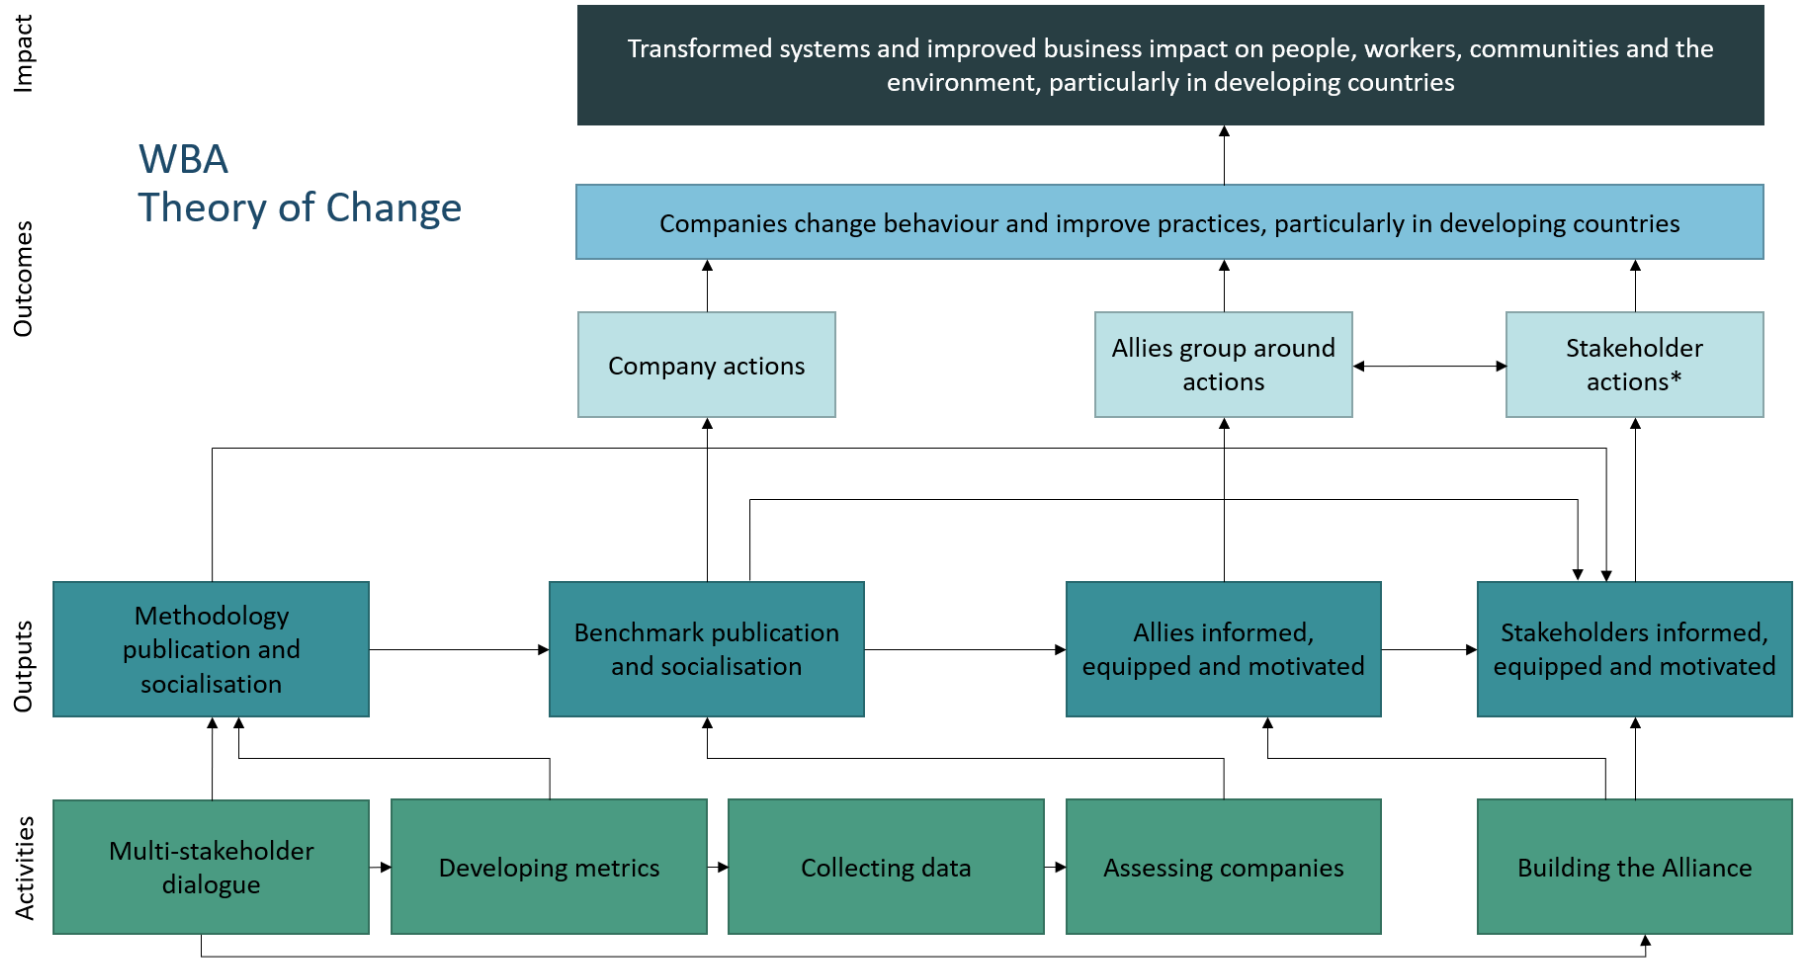 Impact
Transformed systems and improved business impact on people, workers, communities and the
environment, particularly in developing countries
WBA
Theory of Change
Outcomes
Companies change behaviour and improve practices, particularly in developing countries
Company actions
Allies group around
actions
Stakeholder
actions*
Outputs
Methodology
publication and
socialisation
Benchmark publication
and socialisation
Allies informed,
equipped and motivated
Stakeholders informed,
equipped and motivated
Activities
Multi-stakeholder
dialogue
Developing metrics
Collecting data
Assessing companies
Building the Alliance